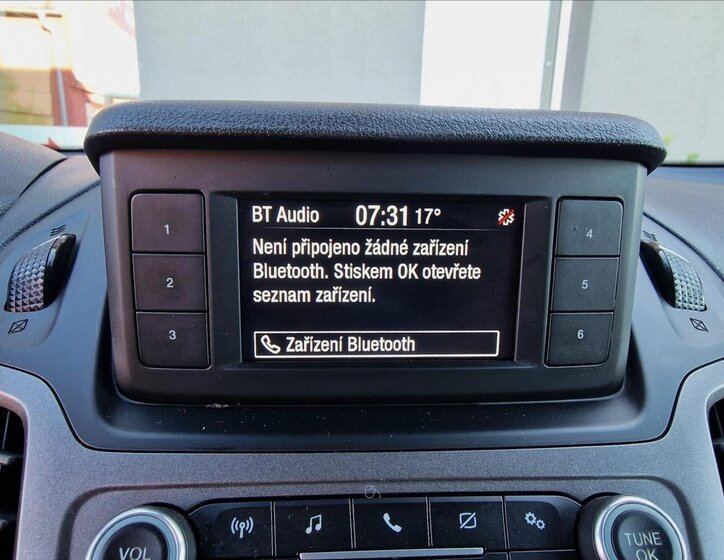 BT Audio 07:31 17°
Není připojeno žádné zařízení
Bluetooth. Stiskem OK otevřete
seznam zařízení.
Zařízení Bluetooth
1
2
3
4
5
6
VOL
TUNE
OK